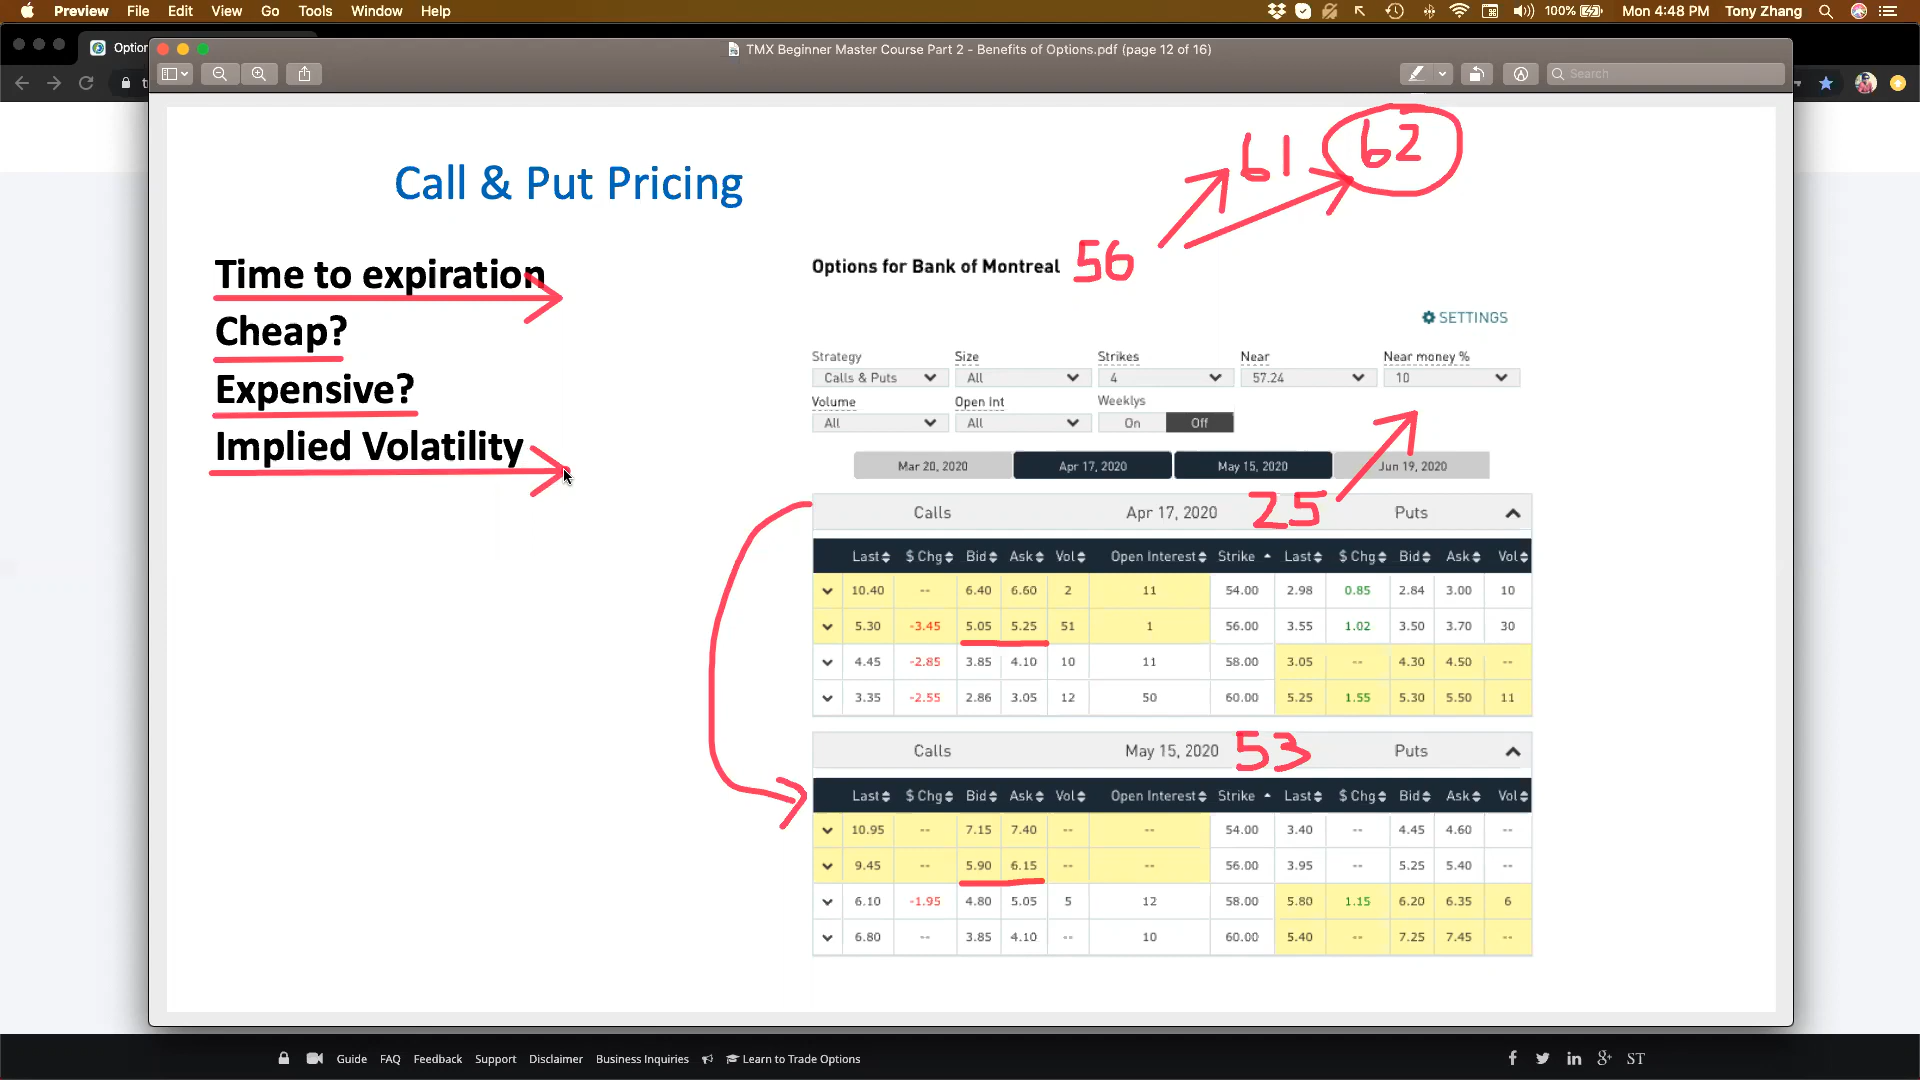 Preview File Edit View Go Tools Window Help 100% Mon 4:48 PM Tony Zhang
Option
TMX Beginner Master Course Part 2 - Benefits of Options.pdf (page 12 of 16)
Search
61 62
Call & Put Pricing
56
Options for Bank of Montreal
Time to expiration
Cheap?
Expensive?
Implied Volatility
SETTINGS
Strategy Size Strikes Near Near money %
Calls & Puts All 4 57.24 10
Volume Open Int Weeklys
All All On Off
Mar 20, 2020 Apr 17, 2020 May 15, 2020 Jun 19, 2020
Calls Apr 17, 2020 25 Puts
Last $ Chg Bid Ask Vol Open Interest Strike Last $ Chg Bid Ask Vol
10.40 -- 6.40 6.60 2 11 54.00 2.98 0.85 2.84 3.00 10
5.30 -3.45 5.05 5.25 51 1 56.00 3.55 1.02 3.50 3.70 30
4.45 -2.85 3.85 4.10 10 11 58.00 3.05 -- 4.30 4.50 --
3.35 -2.55 2.86 3.05 12 50 60.00 5.25 1.55 5.30 5.50 11
Calls May 15, 2020 53 Puts
Last $ Chg Bid Ask Vol Open Interest Strike Last $ Chg Bid Ask Vol
10.95 -- 7.15 7.40 -- -- 54.00 3.40 -- 4.45 4.60 --
9.45 -- 5.90 6.15 -- -- 56.00 3.95 -- 5.25 5.40 --
6.10 -1.95 4.80 5.05 5 12 58.00 5.80 1.15 6.20 6.35 6
6.80 -- 3.85 4.10 -- 10 60.00 5.40 -- 7.25 7.45 --
Guide FAQ Feedback Support Disclaimer Business Inquiries Learn to Trade Options ST